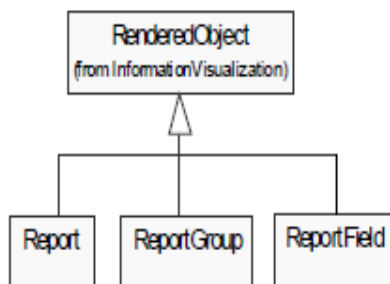 RenderedObject
(from InformationVisualization)
Report
ReportGroup
ReportField